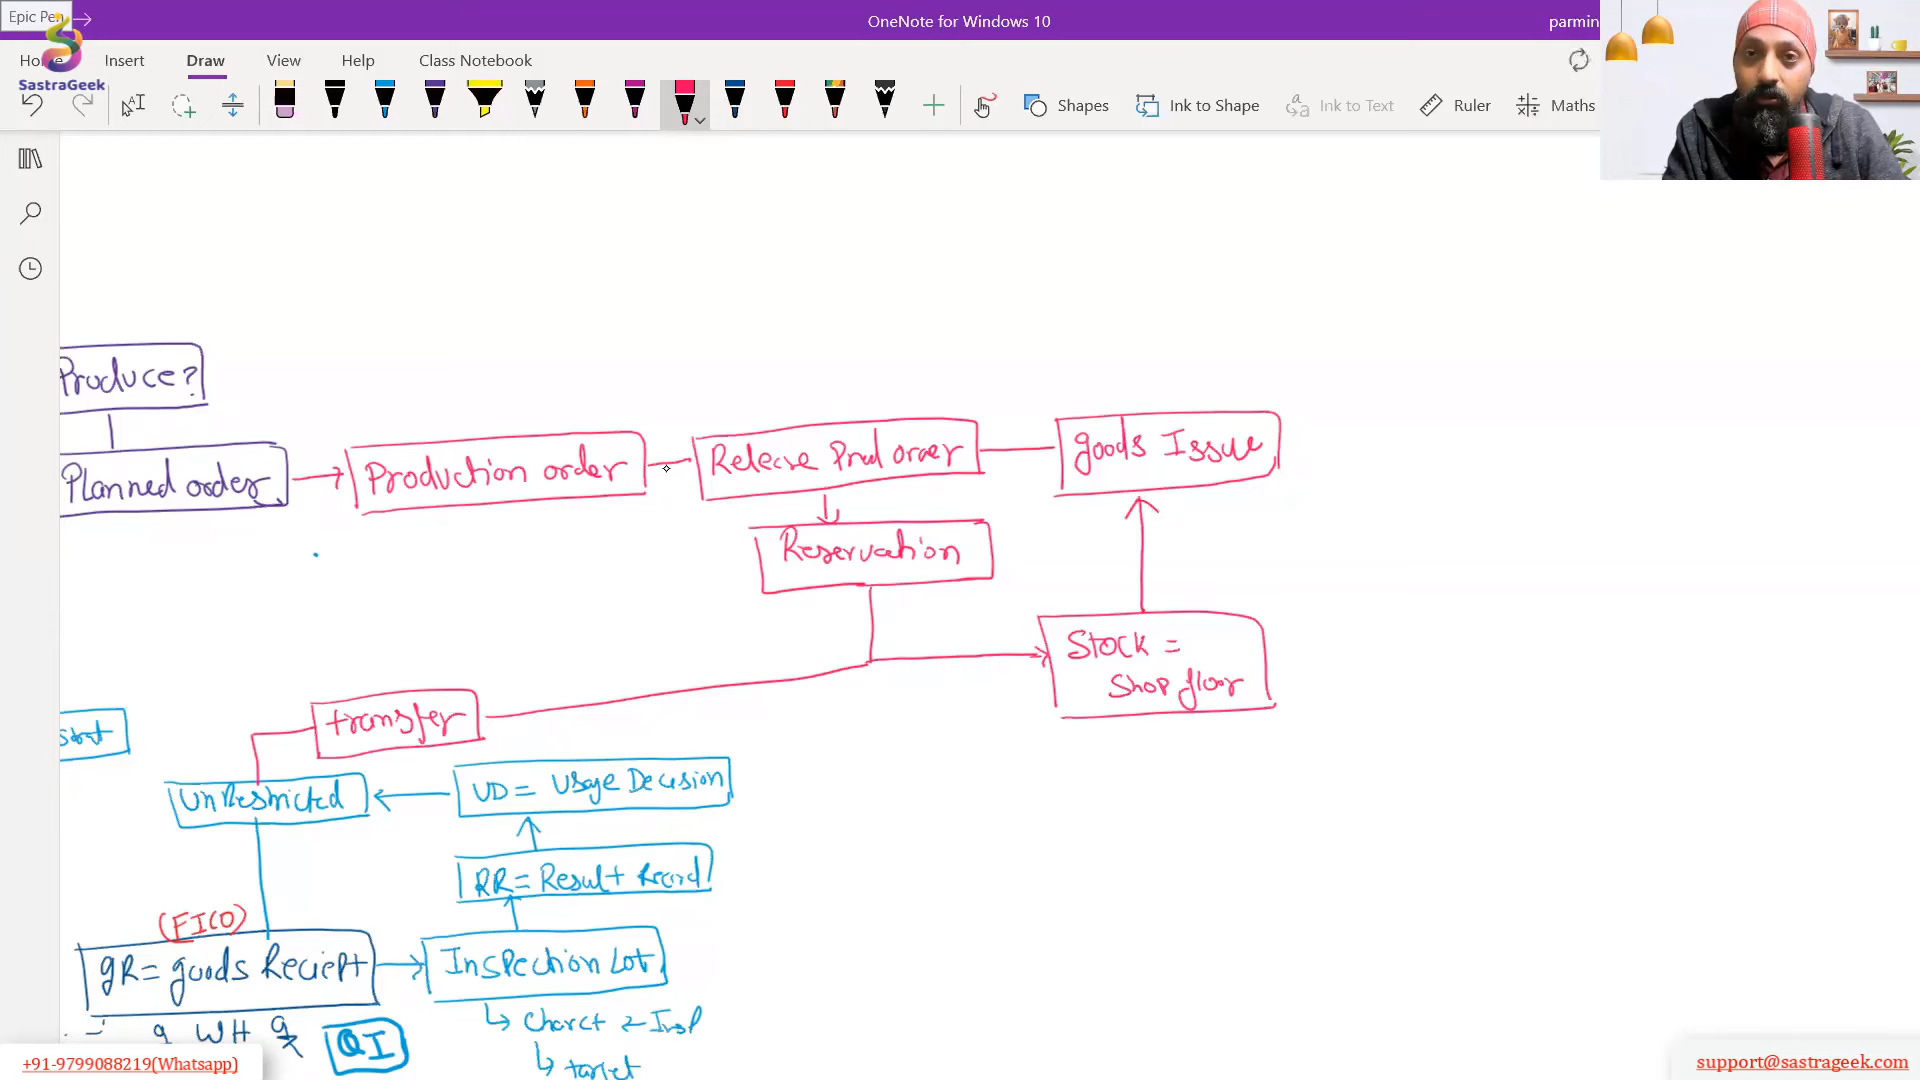 Epic Pen
OneNote for Windows 10
parmin
Home Insert Draw View Help Class Notebook
SastraGeek
Shapes Ink to Shape Ink to Text Ruler Maths
Produce?
Planned order
Production order
Release Prod order
goods Issue
Reservation
Stock =
Shop floor
transfer
UnRestricted
UD = Usage Decision
RR = Result Record
(FICO)
gR = goods Reciept
Inspection Lot
WH
QI
Charct & Insp
target
+91-9799088219(Whatsapp)
support@sastrageek.com